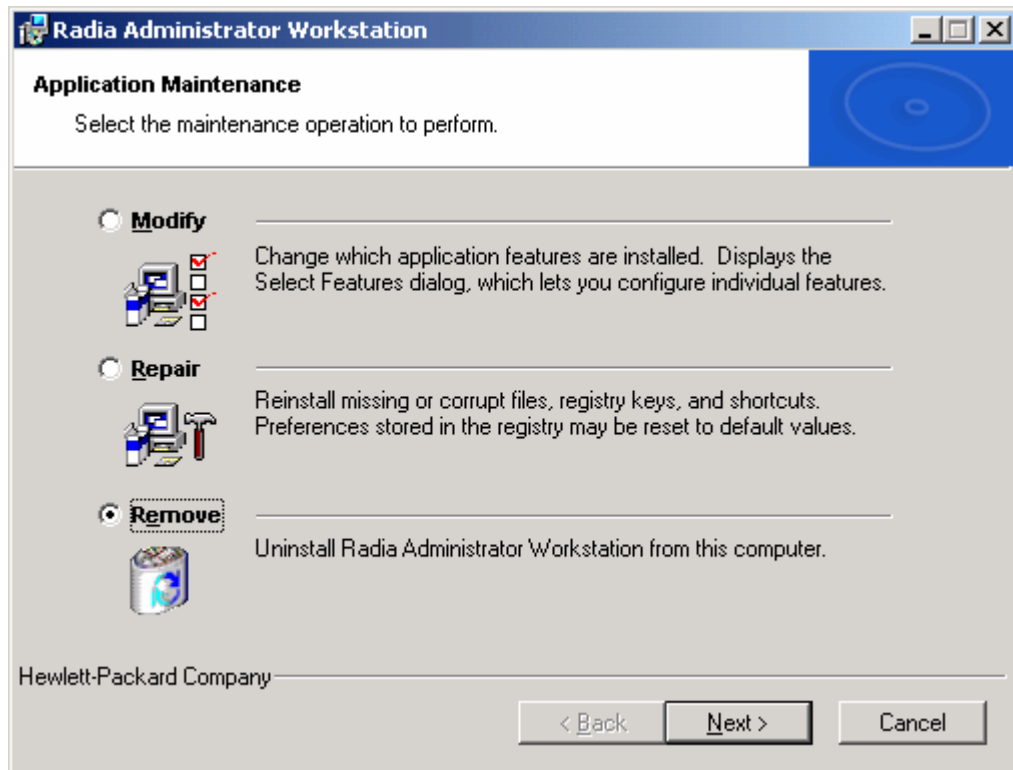 Radia Administrator Workstation
Application Maintenance
Select the maintenance operation to perform.
Modify
Change which application features are installed. Displays the
Select Features dialog, which lets you configure individual features.
Repair
Reinstall missing or corrupt files, registry keys, and shortcuts.
Preferences stored in the registry may be reset to default values.
Remove
Uninstall Radia Administrator Workstation from this computer.
Hewlett-Packard Company
< Back Next > Cancel